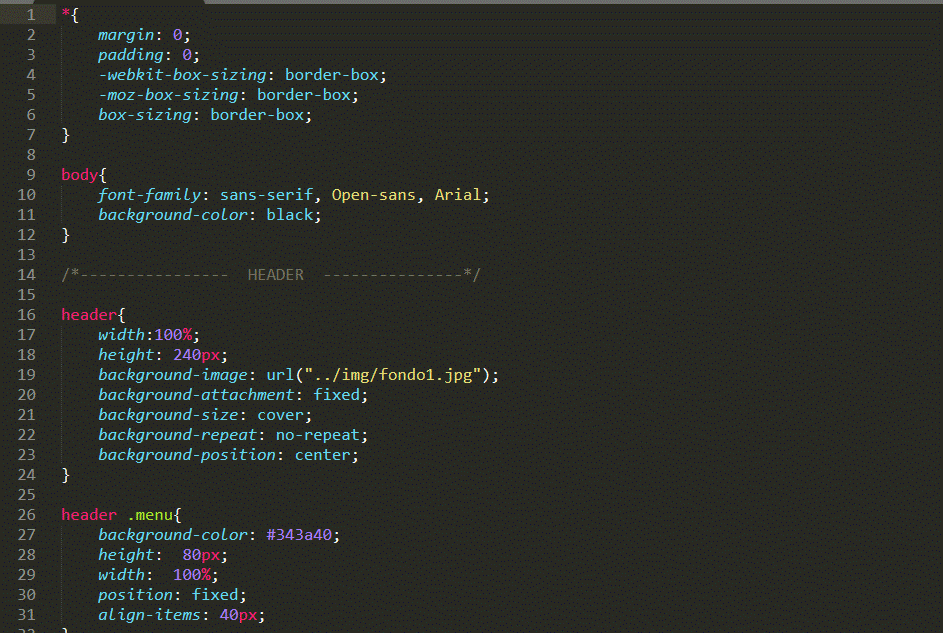 1 *{
2 margin: 0;
3 padding: 0;
4 -webkit-box-sizing: border-box;
5 -moz-box-sizing: border-box;
6 box-sizing: border-box;
7 }
8
9 body{
10 font-family: sans-serif, Open-sans, Arial;
11 background-color: black;
12 }
13
14 /*---------------- HEADER ---------------*/
15
16 header{
17 width:100%;
18 height: 240px;
19 background-image: url("../img/fondo1.jpg");
20 background-attachment: fixed;
21 background-size: cover;
22 background-repeat: no-repeat;
23 background-position: center;
24 }
25
26 header .menu{
27 background-color: #343a40;
28 height:  80px;
29 width:  100%;
30 position: fixed;
31 align-items: 40px;
32 }